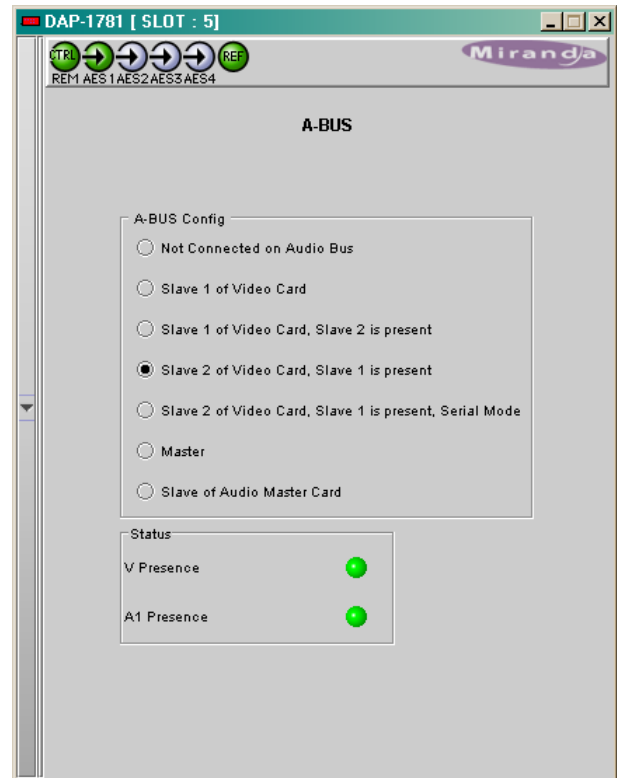 DAP-1781 [ SLOT : 5]
CTRL REF Miranda
REM AES1 AES2 AES3 AES4
A-BUS
A-BUS Config
Not Connected on Audio Bus
Slave 1 of Video Card
Slave 1 of Video Card, Slave 2 is present
Slave 2 of Video Card, Slave 1 is present
Slave 2 of Video Card, Slave 1 is present, Serial Mode
Master
Slave of Audio Master Card
Status
V Presence
A1 Presence